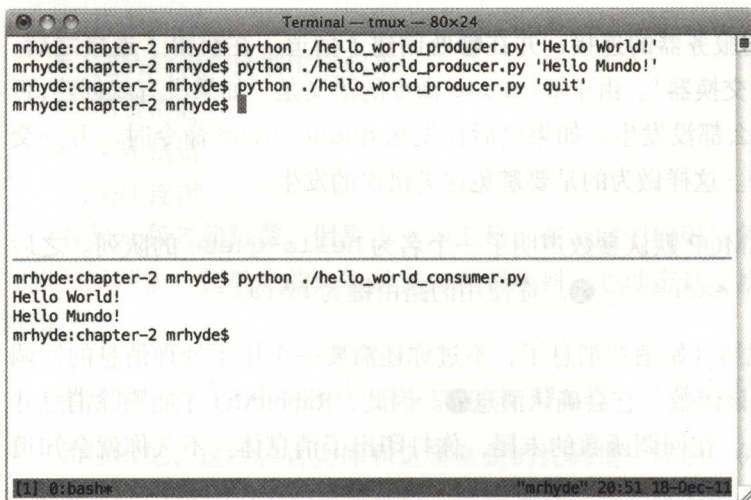 Terminal — tmux — 80×24
mrhyde:chapter-2 mrhyde$ python ./hello_world_producer.py 'Hello World!'
mrhyde:chapter-2 mrhyde$ python ./hello_world_producer.py 'Hello Mundo!'
mrhyde:chapter-2 mrhyde$ python ./hello_world_producer.py 'quit'
mrhyde:chapter-2 mrhyde$
mrhyde:chapter-2 mrhyde$ python ./hello_world_consumer.py
Hello World!
Hello Mundo!
mrhyde:chapter-2 mrhyde$
[1] 0:bash* "mrhyde" 20:51 18-Dec-11